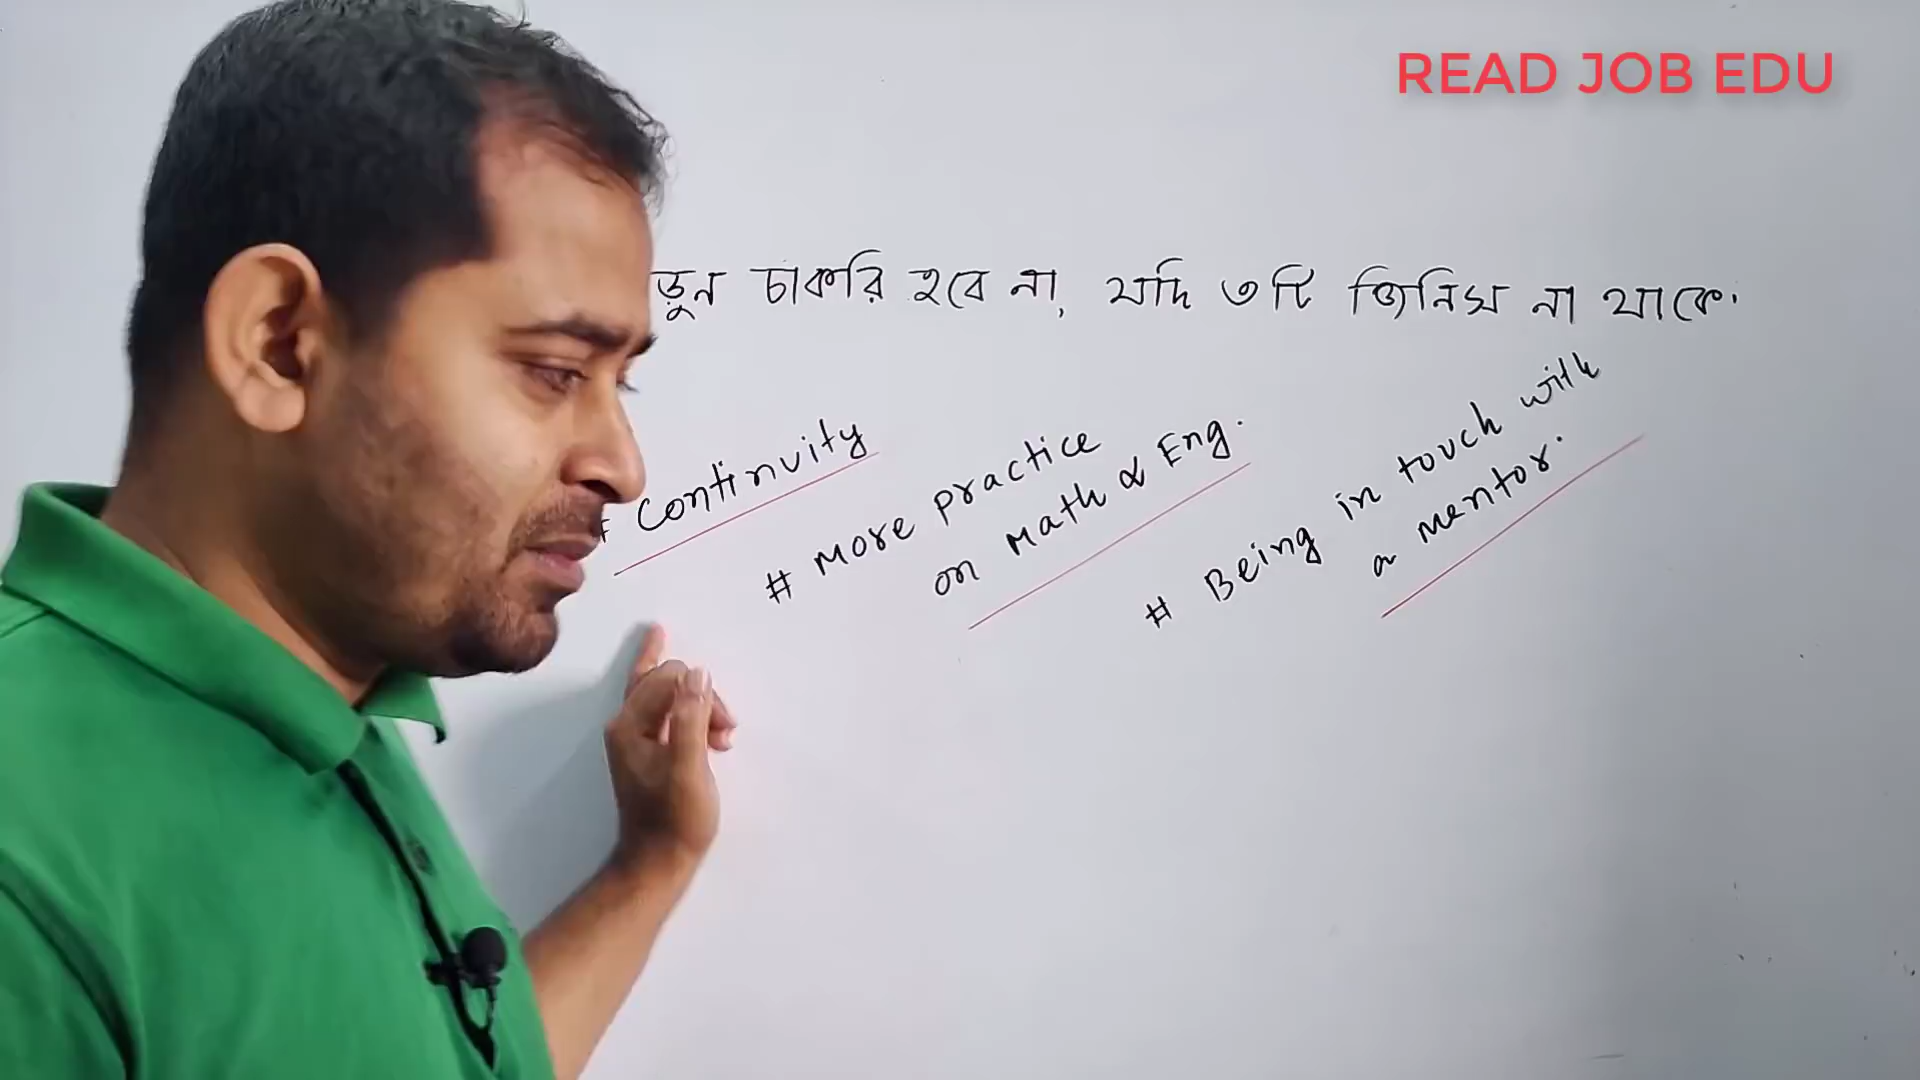 READ JOB EDU
চাকরি হবে না, যদি ৩টি জিনিস না থাকে.
# Continuity
# More practice
on Math & Eng.
# Being in touch with
a mentor.